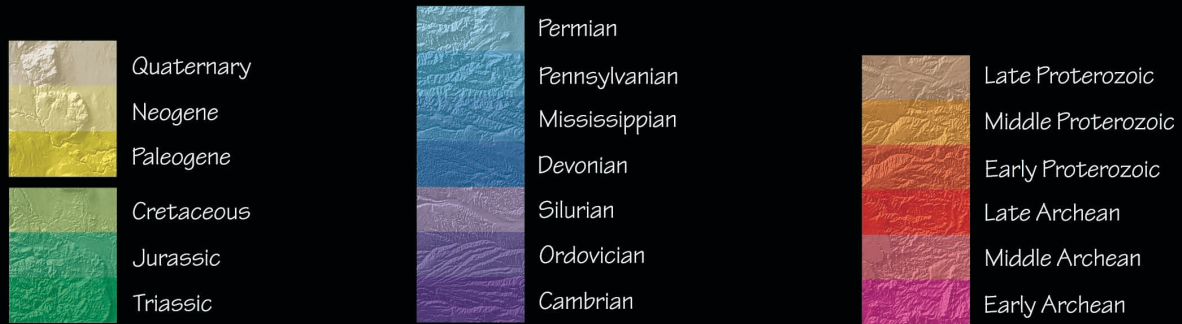 Quaternary
Neogene
Paleogene
Cretaceous
Jurassic
Triassic
Permian
Pennsylvanian
Mississippian
Devonian
Silurian
Ordovician
Cambrian
Late Proterozoic
Middle Proterozoic
Early Proterozoic
Late Archean
Middle Archean
Early Archean